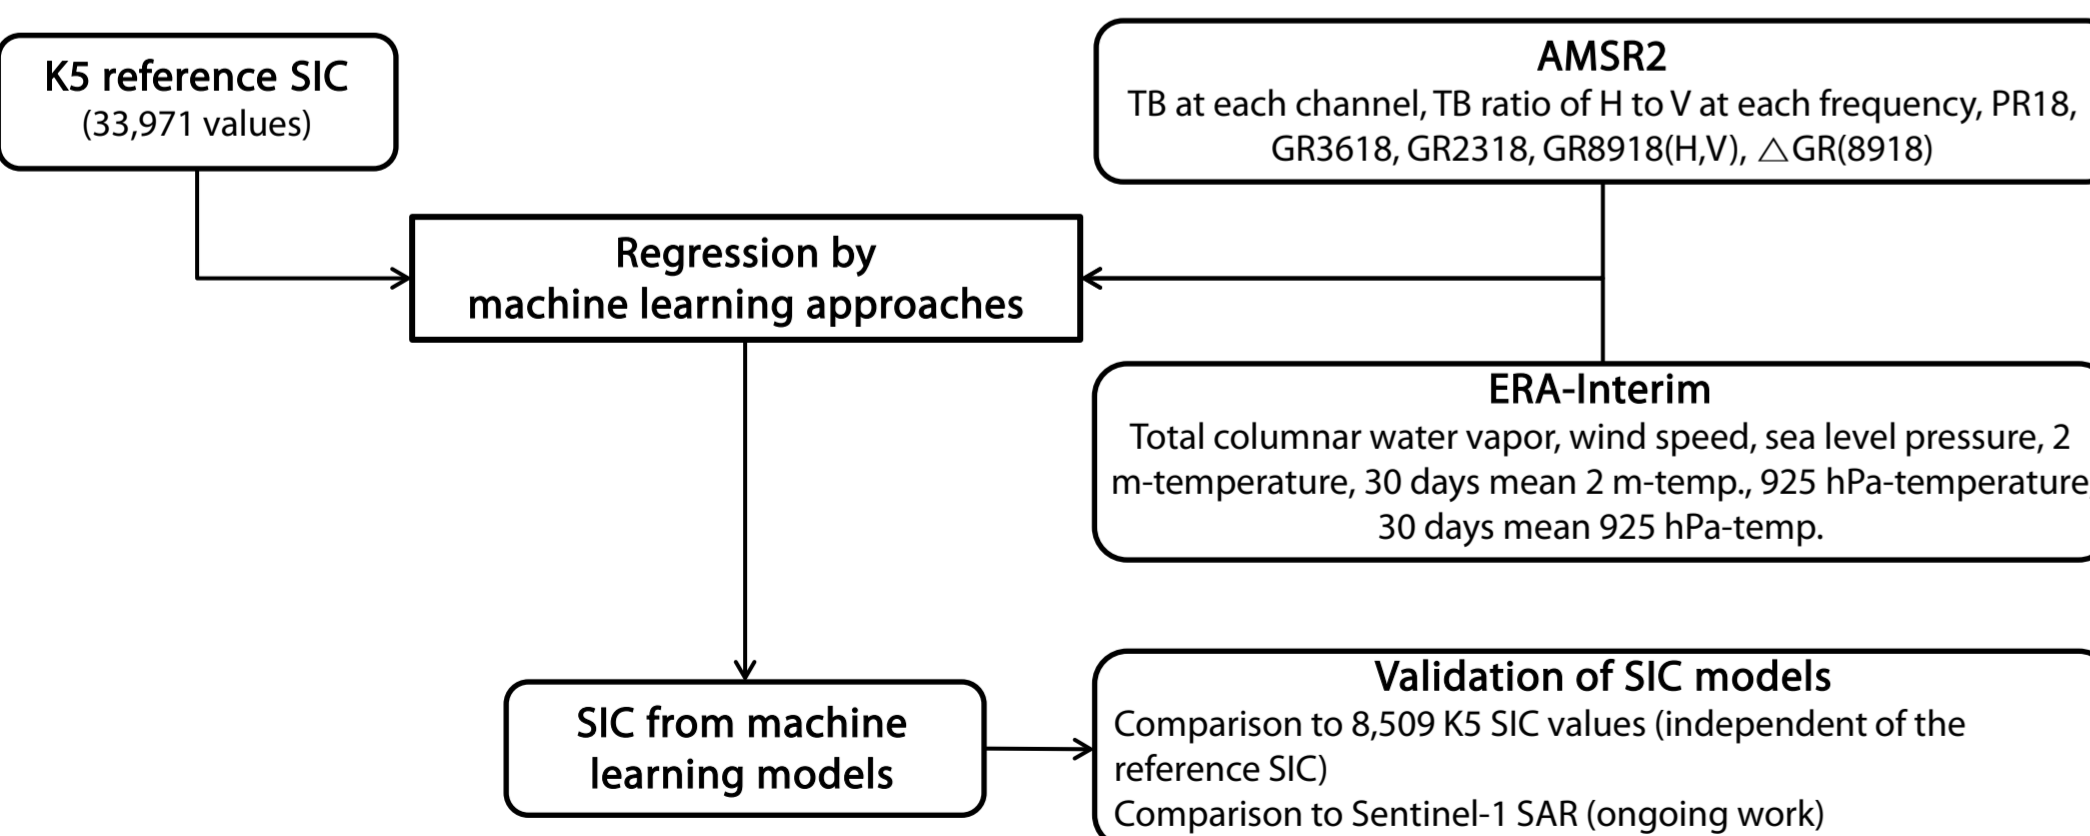 K5 reference SIC
(33,971 values)
AMSR2
TB at each channel, TB ratio of H to V at each frequency, PR18,
GR3618, GR2318, GR8918(H,V), △GR(8918)
Regression by
machine learning approaches
ERA-Interim
Total columnar water vapor, wind speed, sea level pressure, 2
m-temperature, 30 days mean 2 m-temp., 925 hPa-temperature,
30 days mean 925 hPa-temp.
SIC from machine
learning models
Validation of SIC models
Comparison to 8,509 K5 SIC values (independent of the
reference SIC)
Comparison to Sentinel-1 SAR (ongoing work)